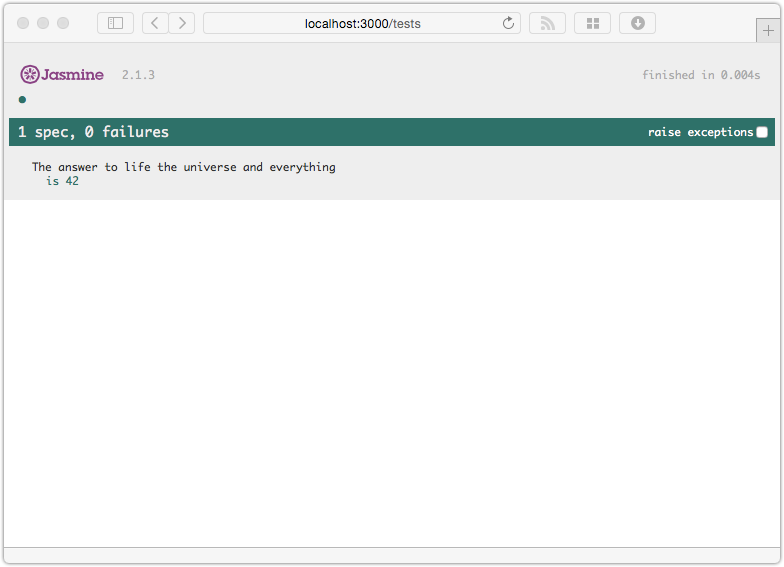 localhost:3000/tests
Jasmine 2.1.3 finished in 0.004s
1 spec, 0 failures raise exceptions
The answer to life the universe and everything
is 42